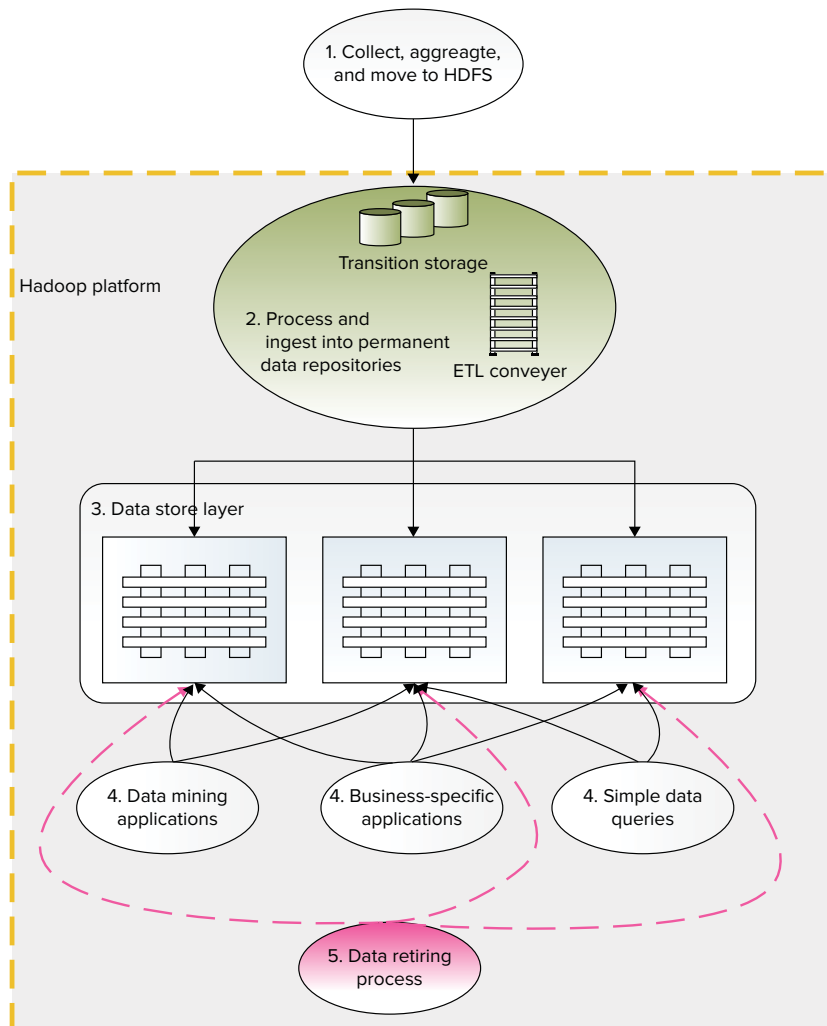 1. Collect, aggreagte,
and move to HDFS
Transition storage
Hadoop platform
2. Process and
ingest into permanent
data repositories
ETL conveyer
3. Data store layer
4. Data mining
applications
4. Business-specific
applications
4. Simple data
queries
5. Data retiring
process